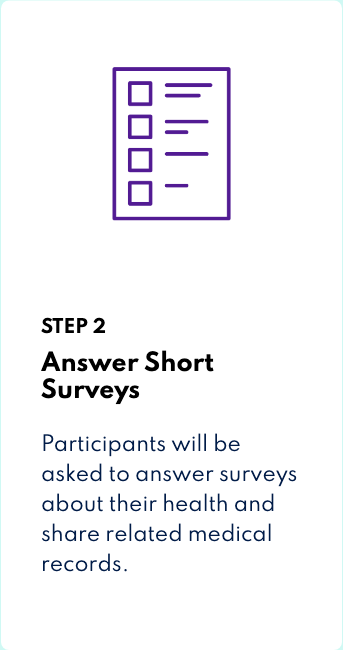 STEP 2
Answer Short
Surveys
Participants will be
asked to answer surveys
about their health and
share related medical
records.